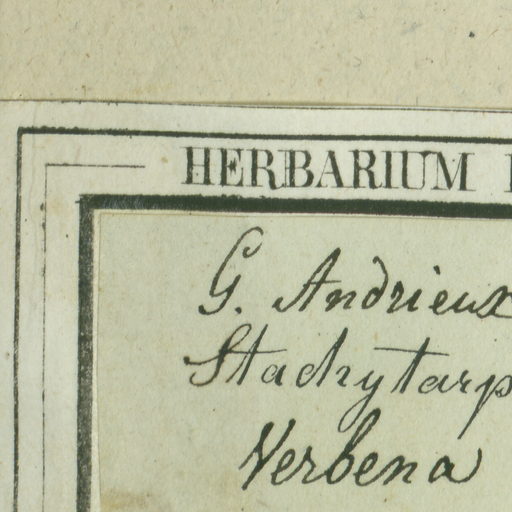 HERBARIUM
G. Andrieux
Stachytarp
Verbena